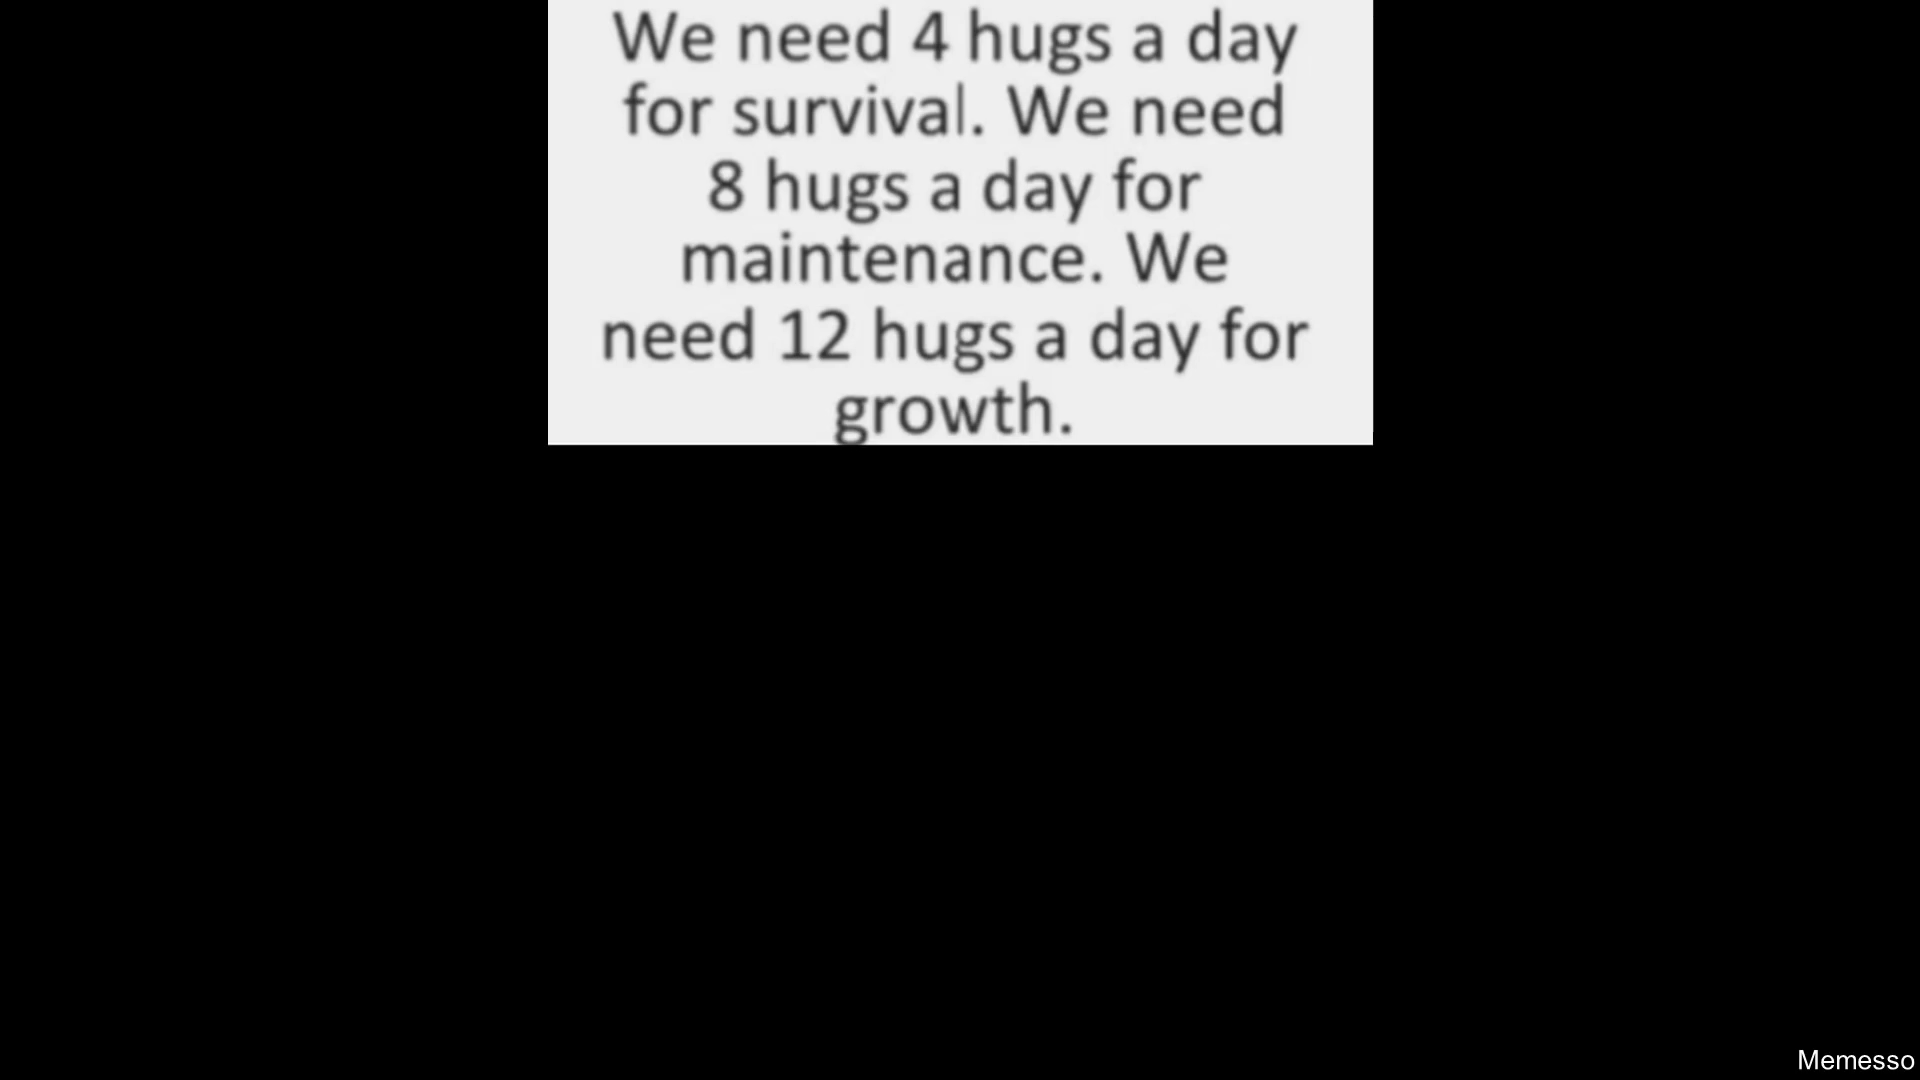 We need 4 hugs a day
for survival. We need
8 hugs a day for
maintenance. We
need 12 hugs a day for
growth.
Memesso